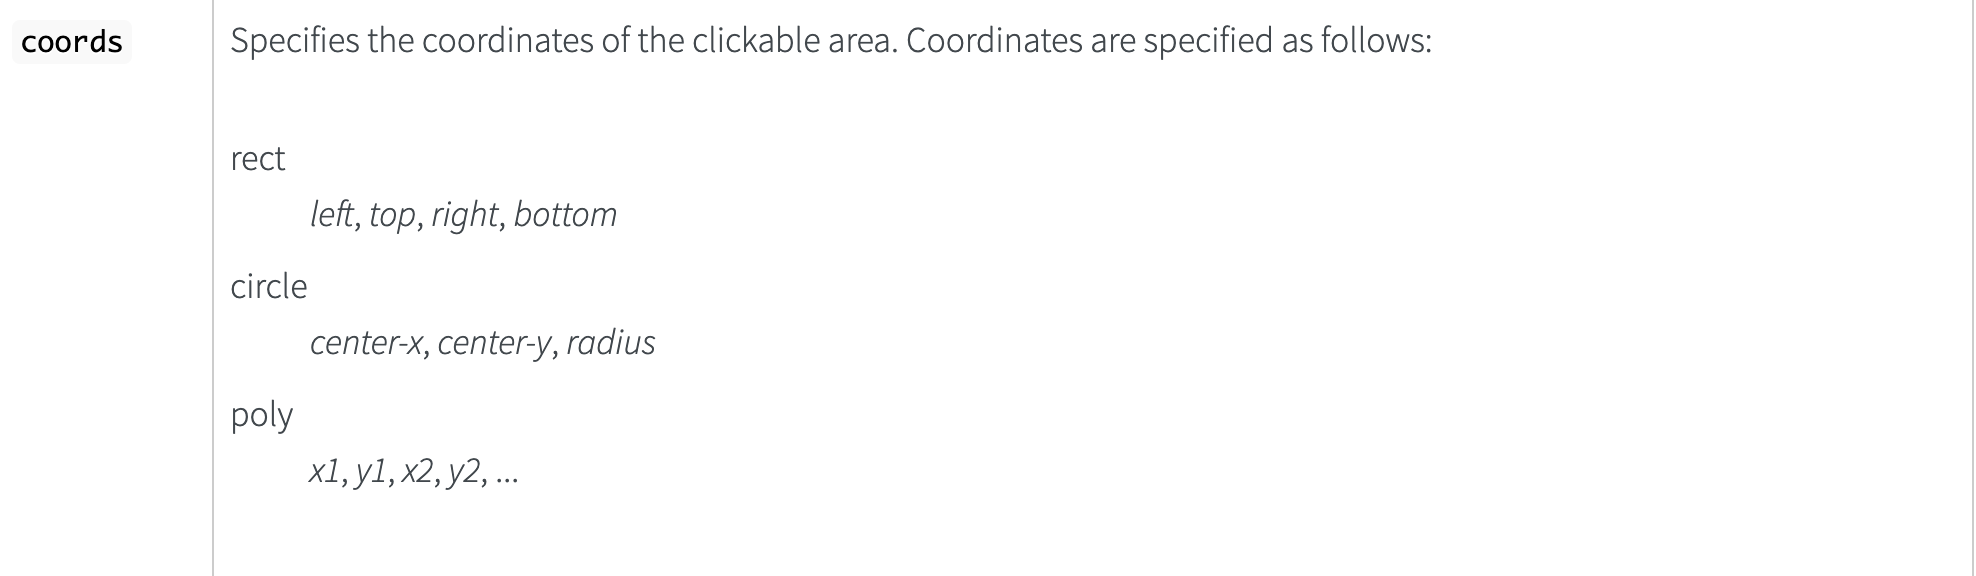 coords
Specifies the coordinates of the clickable area. Coordinates are specified as follows:
rect
left, top, right, bottom
circle
center-x, center-y, radius
poly
x1, y1, x2, y2, ...